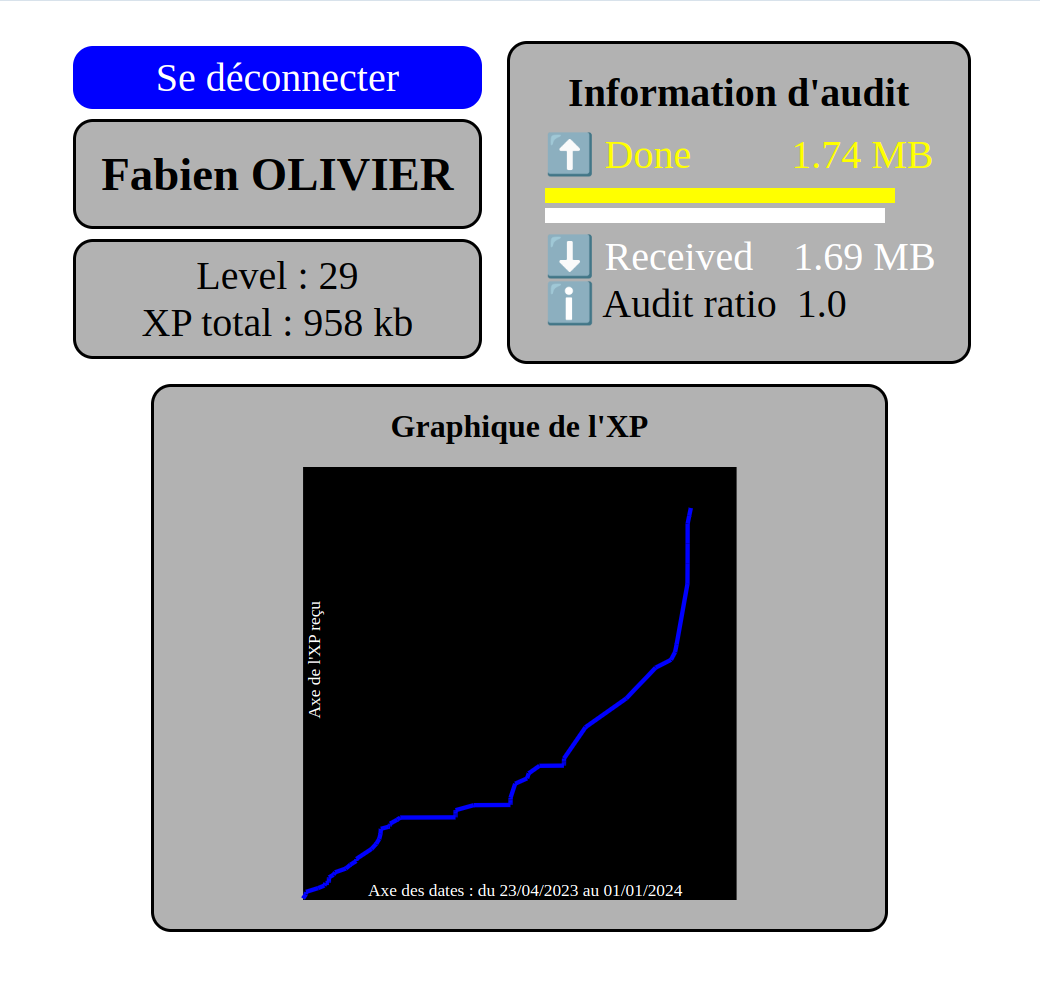 Se déconnecter
Fabien OLIVIER
Level : 29
XP total : 958 kb
Information d'audit
⬆️ Done 1.74 MB
⬇️ Received 1.69 MB
ℹ️ Audit ratio 1.0
Graphique de l'XP
Axe de l'XP reçu
Axe des dates : du 23/04/2023 au 01/01/2024